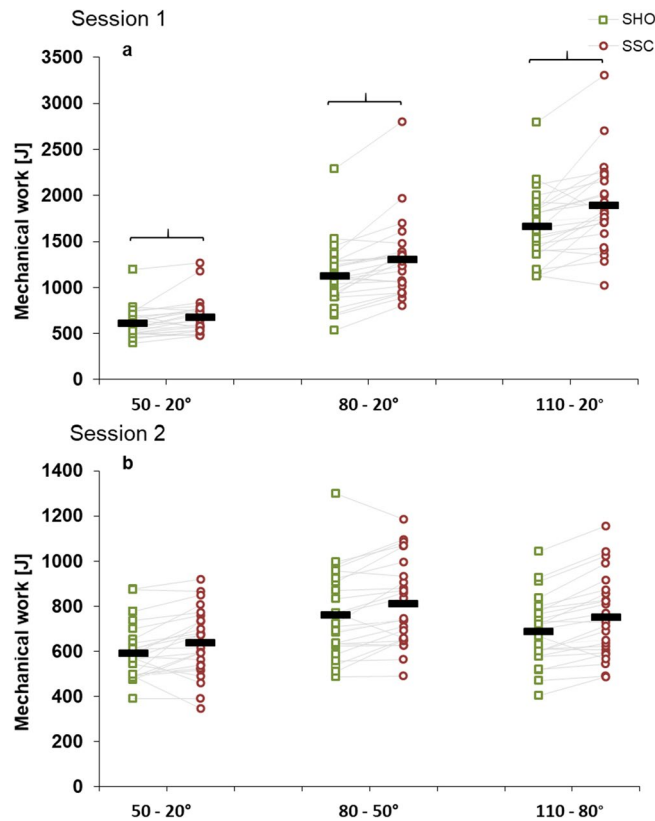 Session 1
SHO
SSC
a
Mechanical work [J]
3500
3000
2500
2000
1500
1000
500
0
50 - 20°
80 - 20°
110 - 20°
Session 2
b
Mechanical work [J]
1400
1200
1000
800
600
400
200
0
50 - 20°
80 - 50°
110 - 80°